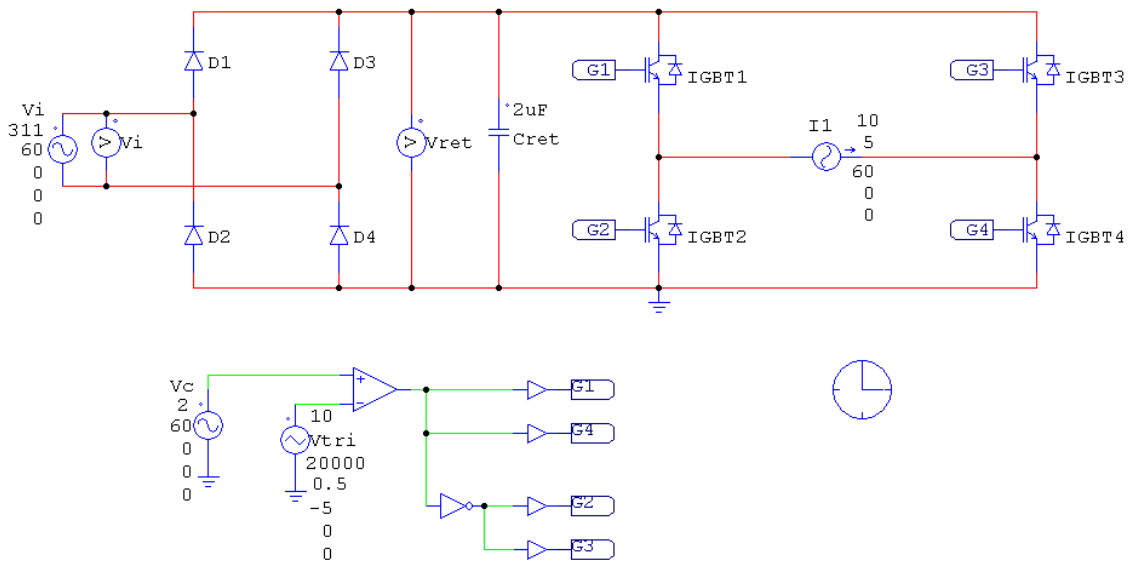 D1
D3
G1
IGBT1
G3
IGBT3
Vi
311
60
0
0
0
V
Vi
V
Vret
2uF
Cret
I1
10
5
60
0
0
D2
D4
G2
IGBT2
G4
IGBT4
Vc
2
60
0
0
0
+
−
10
Vtri
20000
0.5
-5
0
0
G1
G4
G2
G3